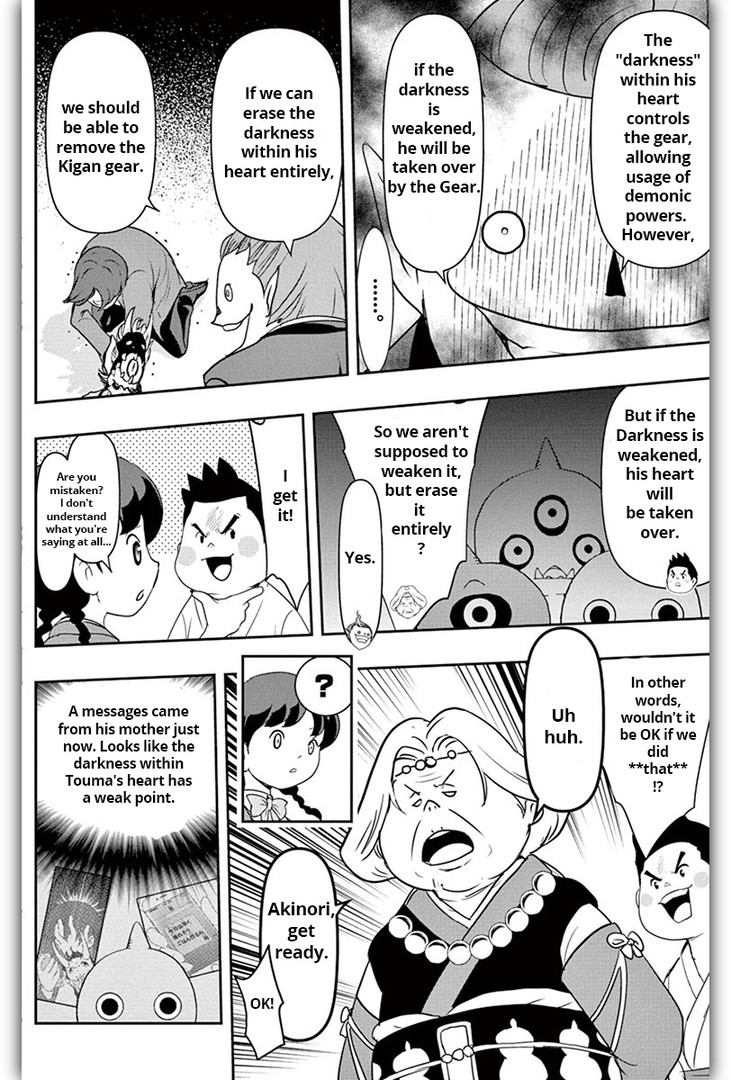 The
"darkness"
within his
heart
controls
the gear,
allowing
usage of
demonic
powers.
However,
if the
darkness
is
weakened,
he will be
taken over
by the Gear.
If we can
erase the
darkness
within his
heart entirely,
we should
be able to
remove the
Kigan gear.
But if the
Darkness is
weakened,
his heart
will
be taken
over.
So we aren't
supposed to
weaken it,
but erase
it
entirely
?
Yes.
I
get
it!
Are you
mistaken?
I don't
understand
what you're
saying at all...
In other
words,
wouldn't it
be OK if we
did
**that**
!?
Uh
huh.
?
Akinori,
get
ready.
OK!
A messages came
from his mother just
now. Looks like the
darkness within
Touma's heart has
a weak point.